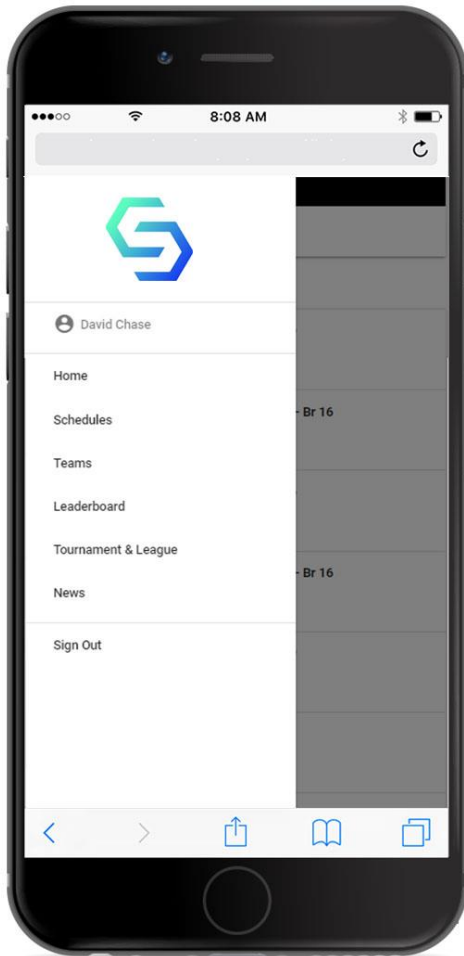 8:08 AM
David Chase
Home
Schedules
- Br 16
Teams
Leaderboard
Tournament & League
- Br 16
News
Sign Out